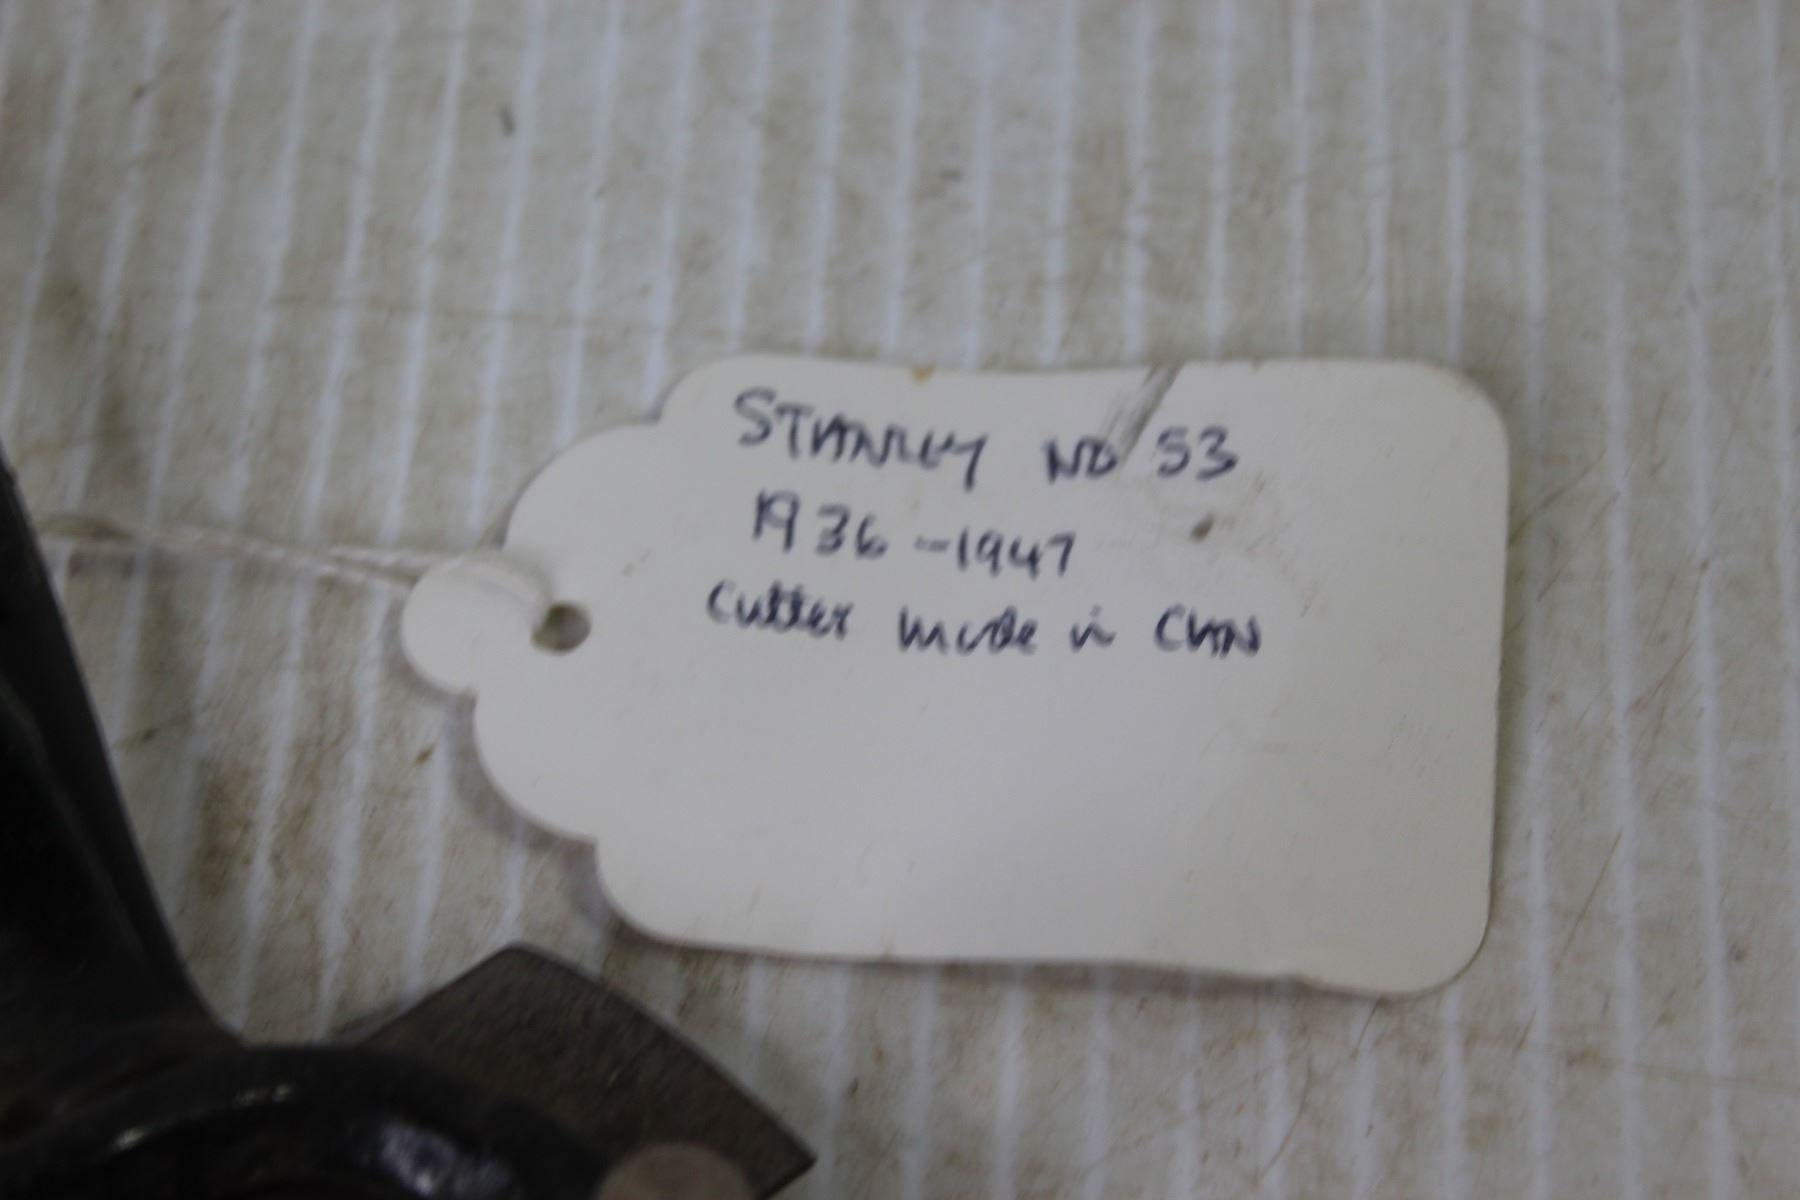 STANLEY NO 53
1936-1947
Cutter made in CAN